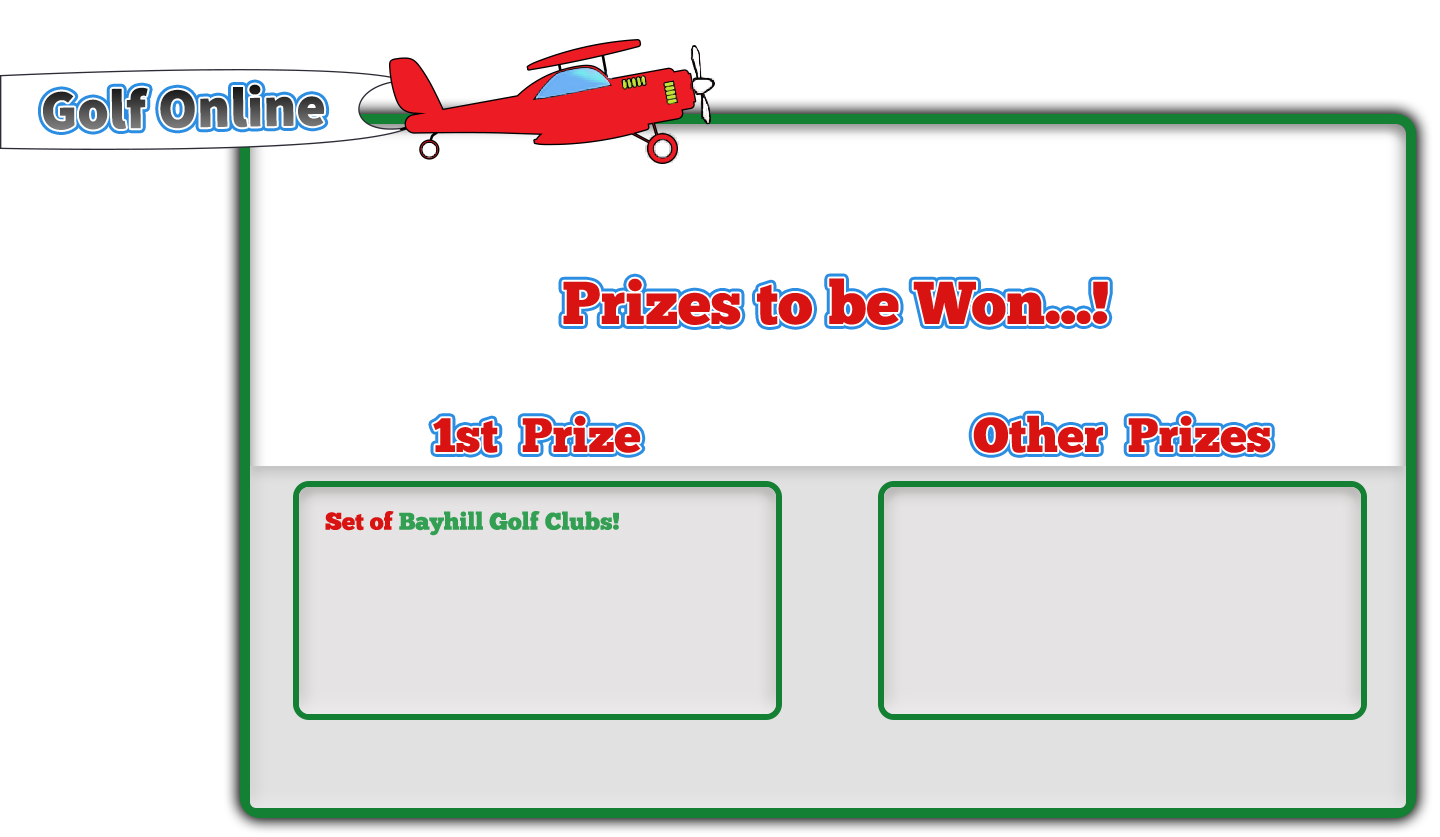 Golf Online
Prizes to be Won...!
1st Prize
Other Prizes
Set of Bayhill Golf Clubs!